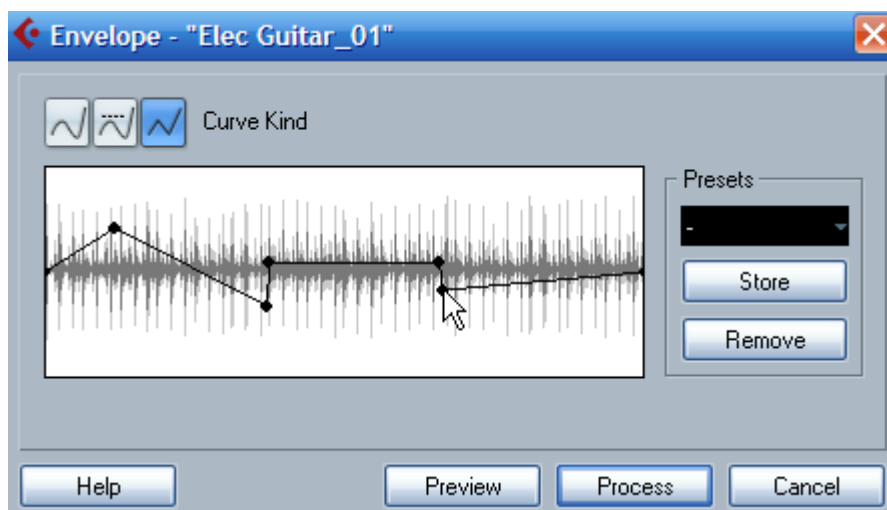 Envelope - "Elec Guitar_01"
Curve Kind
Presets
-
Store
Remove
Help
Preview
Process
Cancel